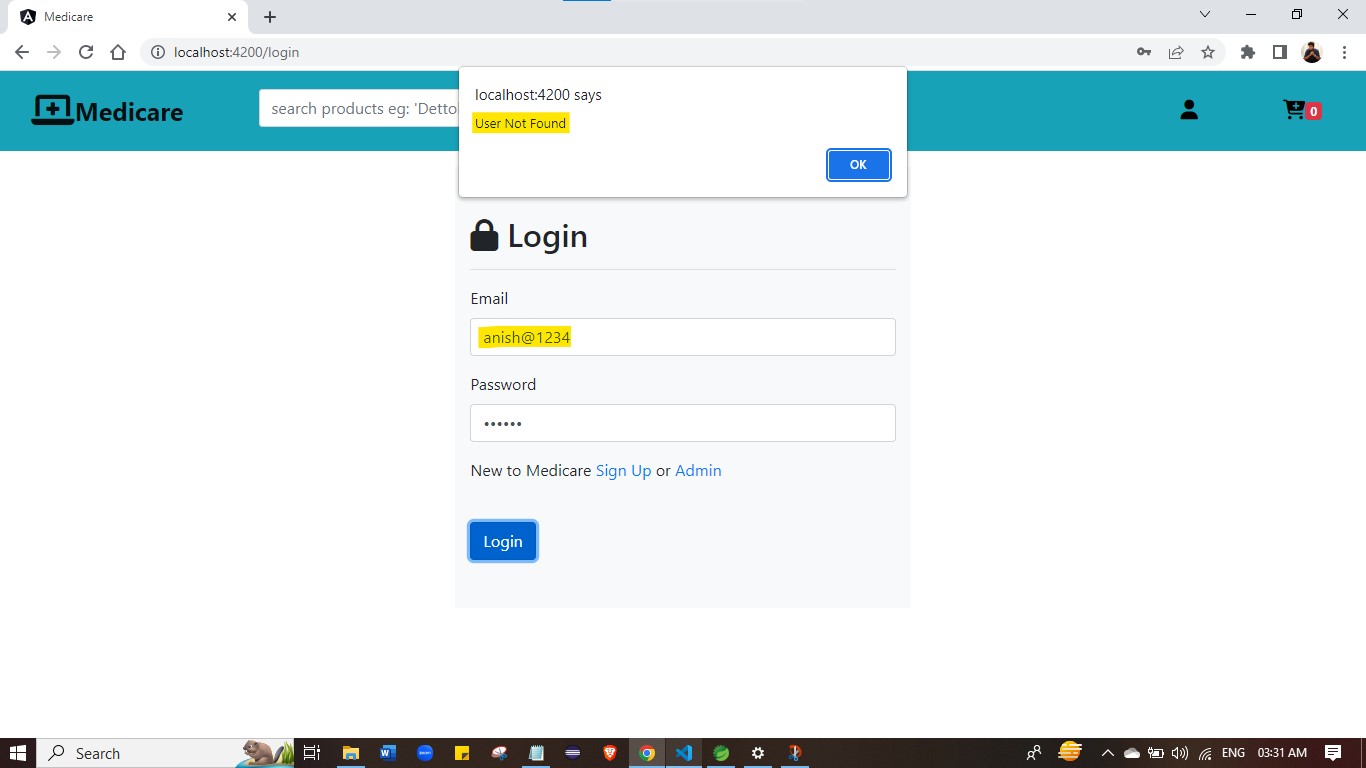 Medicare
localhost:4200/login
localhost:4200 says
User Not Found
OK
Medicare
search products eg: 'Detto
0
Login
Email
anish@1234
Password
••••••
New to Medicare Sign Up or Admin
Login
Search
ENG
03:31 AM